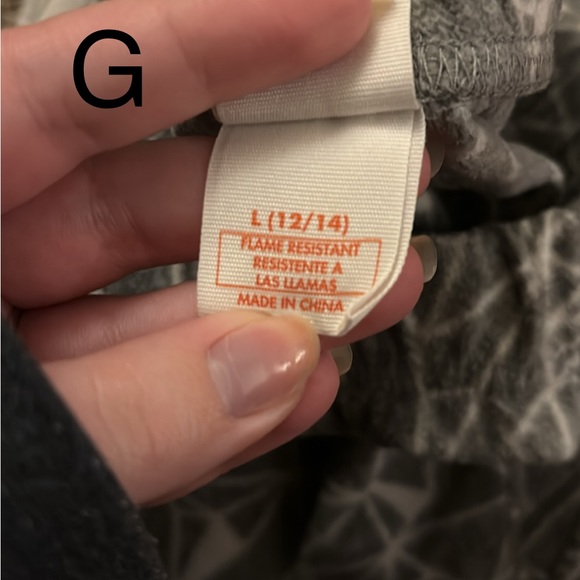 G
L (12/14)
FLAME RESISTANT
RESISTENTE A
LAS LLAMAS
MADE IN CHINA